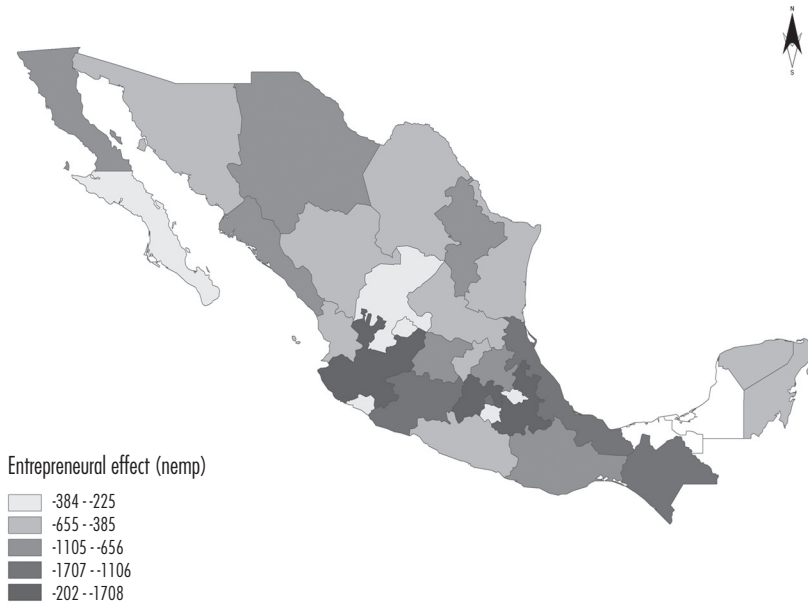 N
S
Entrepreneural effect (nemp)
-384 - -225
-655 - -385
-1105 - -656
-1707 - -1106
-202 - -1708